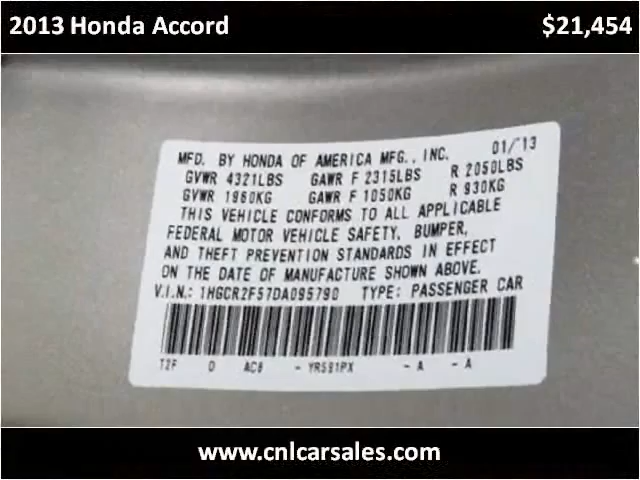 2013 Honda Accord $21,454
MFD. BY HONDA OF AMERICA MFG., INC. 01/'13
GVWR 4321LBS GAWR F 2315LBS R 2050LBS
GVWR 1960KG GAWR F 1050KG R 930KG
THIS VEHICLE CONFORMS TO ALL APPLICABLE
FEDERAL MOTOR VEHICLE SAFETY, BUMPER,
AND THEFT PREVENTION STANDARDS IN EFFECT
ON THE DATE OF MANUFACTURE SHOWN ABOVE.
V.I.N.: 1HGCR2F57DA095790 TYPE: PASSENGER CAR
T2F D AC8 - YR591PX - A - A
www.cnlcarsales.com